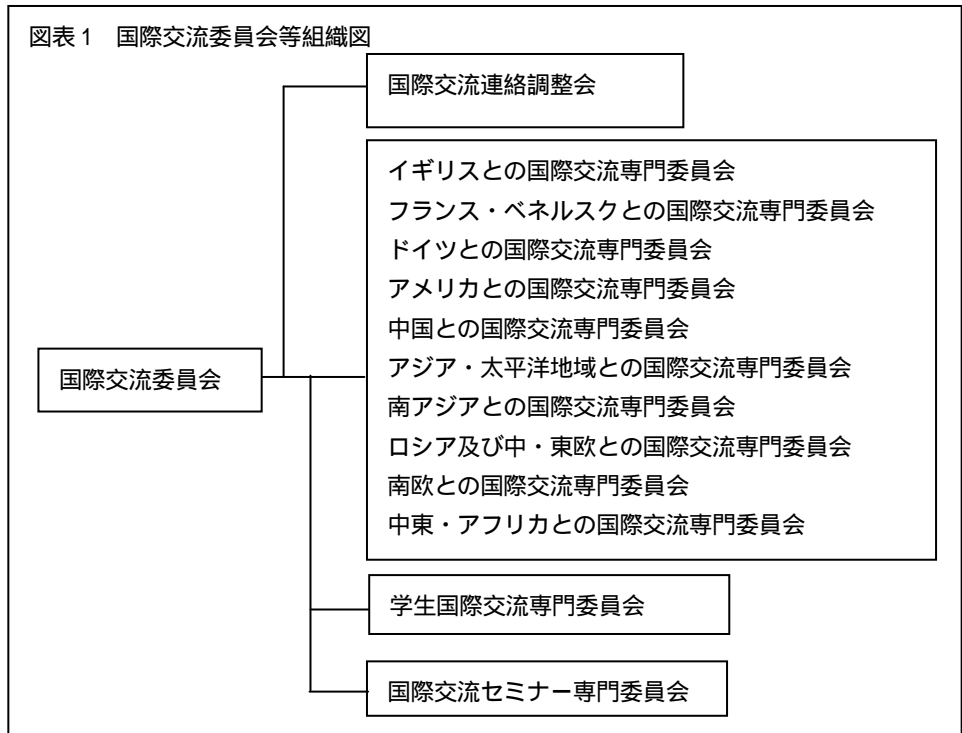 図表1 国際交流委員会等組織図
国際交流連絡調整会
イギリスとの国際交流専門委員会
フランス・ベネルスクとの国際交流専門委員会
ドイツとの国際交流専門委員会
アメリカとの国際交流専門委員会
中国との国際交流専門委員会
アジア・太平洋地域との国際交流専門委員会
南アジアとの国際交流専門委員会
ロシア及び中・東欧との国際交流専門委員会
南欧との国際交流専門委員会
中東・アフリカとの国際交流専門委員会
国際交流委員会
学生国際交流専門委員会
国際交流セミナー専門委員会